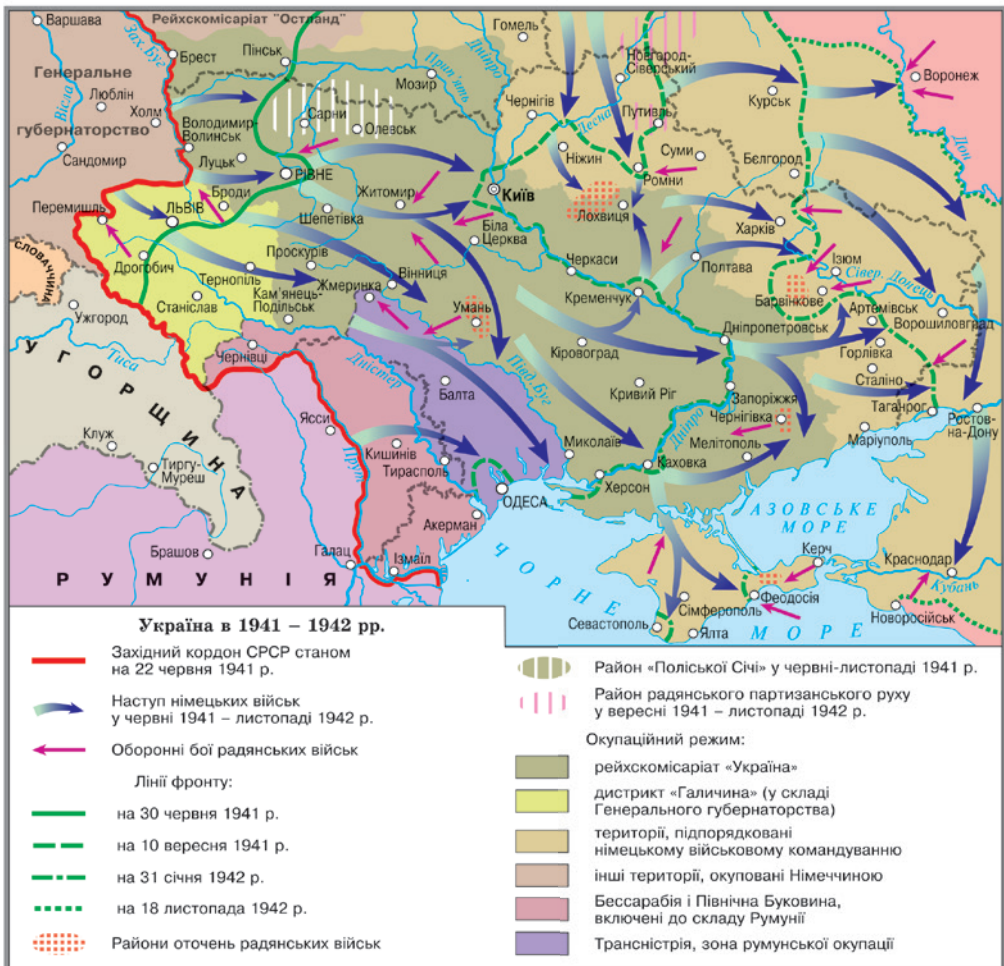 Рейхскомісаріат "Остланд"
Варшава
Зах. Буг
Брест
Пінськ
Гомель
Дніпро
Новгород-
Сіверський
Воронеж
Генеральне
губернаторство
Вісла
Люблін
Холм
Сандомир
Прип'ять
Мозир
Чернігів
Десна
Путивль
Курськ
Дон
Володимир-
Волинськ
Сарни
Олевськ
Луцьк
РІВНЕ
Ніжин
Суми
Ромни
Бєлгород
Київ
Броди
ЛЬВІВ
Перемишль
Шепетівка
Житомир
Лохвиця
Харків
СЛОВАЧЧИНА
Дрогобич
Тернопіль
Проскурів
Біла
Церква
Черкаси
Полтава
Ізюм
Сівер. Донець
Станіслав
Кам'янець-
Подільськ
Жмеринка
Вінниця
Умань
Кременчук
Барвінкове
Артемівськ
Ворошиловград
Ужгород
Тиса
УГОРЩИНА
Чернівці
Дністер
Півд. Буг
Кіровоград
Дніпропетровськ
Горлівка
Сталіно
Балта
Кривий Ріг
Запоріжжя
Чернігівка
Таганрог
Ростов-
на-Дону
Ясси
Прут
Клуж
Тиргу-
Муреш
Кишинів
Тирасполь
Миколаїв
Дніпро
Мелітополь
Маріуполь
Каховка
Херсон
ОДЕСА
Акерман
АЗОВСЬКЕ
МОРЕ
Брашов
Галац
Ізмаїл
РУМУНІЯ
Керч
Краснодар
Кубань
ЧОРНЕ
МОРЕ
Сімферополь
Феодосія
Новоросійськ
Севастополь
Ялта
Україна в 1941 – 1942 рр.
Західний кордон СРСР станом
на 22 червня 1941 р.
Наступ німецьких військ
у червні 1941 – листопаді 1942 р.
Оборонні бої радянських військ
Лінії фронту:
на 30 червня 1941 р.
на 10 вересня 1941 р.
на 31 січня 1942 р.
на 18 листопада 1942 р.
Райони оточень радянських військ
Район «Поліської Січі» у червні-листопаді 1941 р.
Район радянського партизанського руху
у вересні 1941 – листопаді 1942 р.
Окупаційний режим:
рейхскомісаріат «Україна»
дистрикт «Галичина» (у складі
Генерального губернаторства)
території, підпорядковані
німецькому військовому командуванню
інші території, окуповані Німеччиною
Бессарабія і Північна Буковина,
включені до складу Румунії
Трансністрія, зона румунської окупації